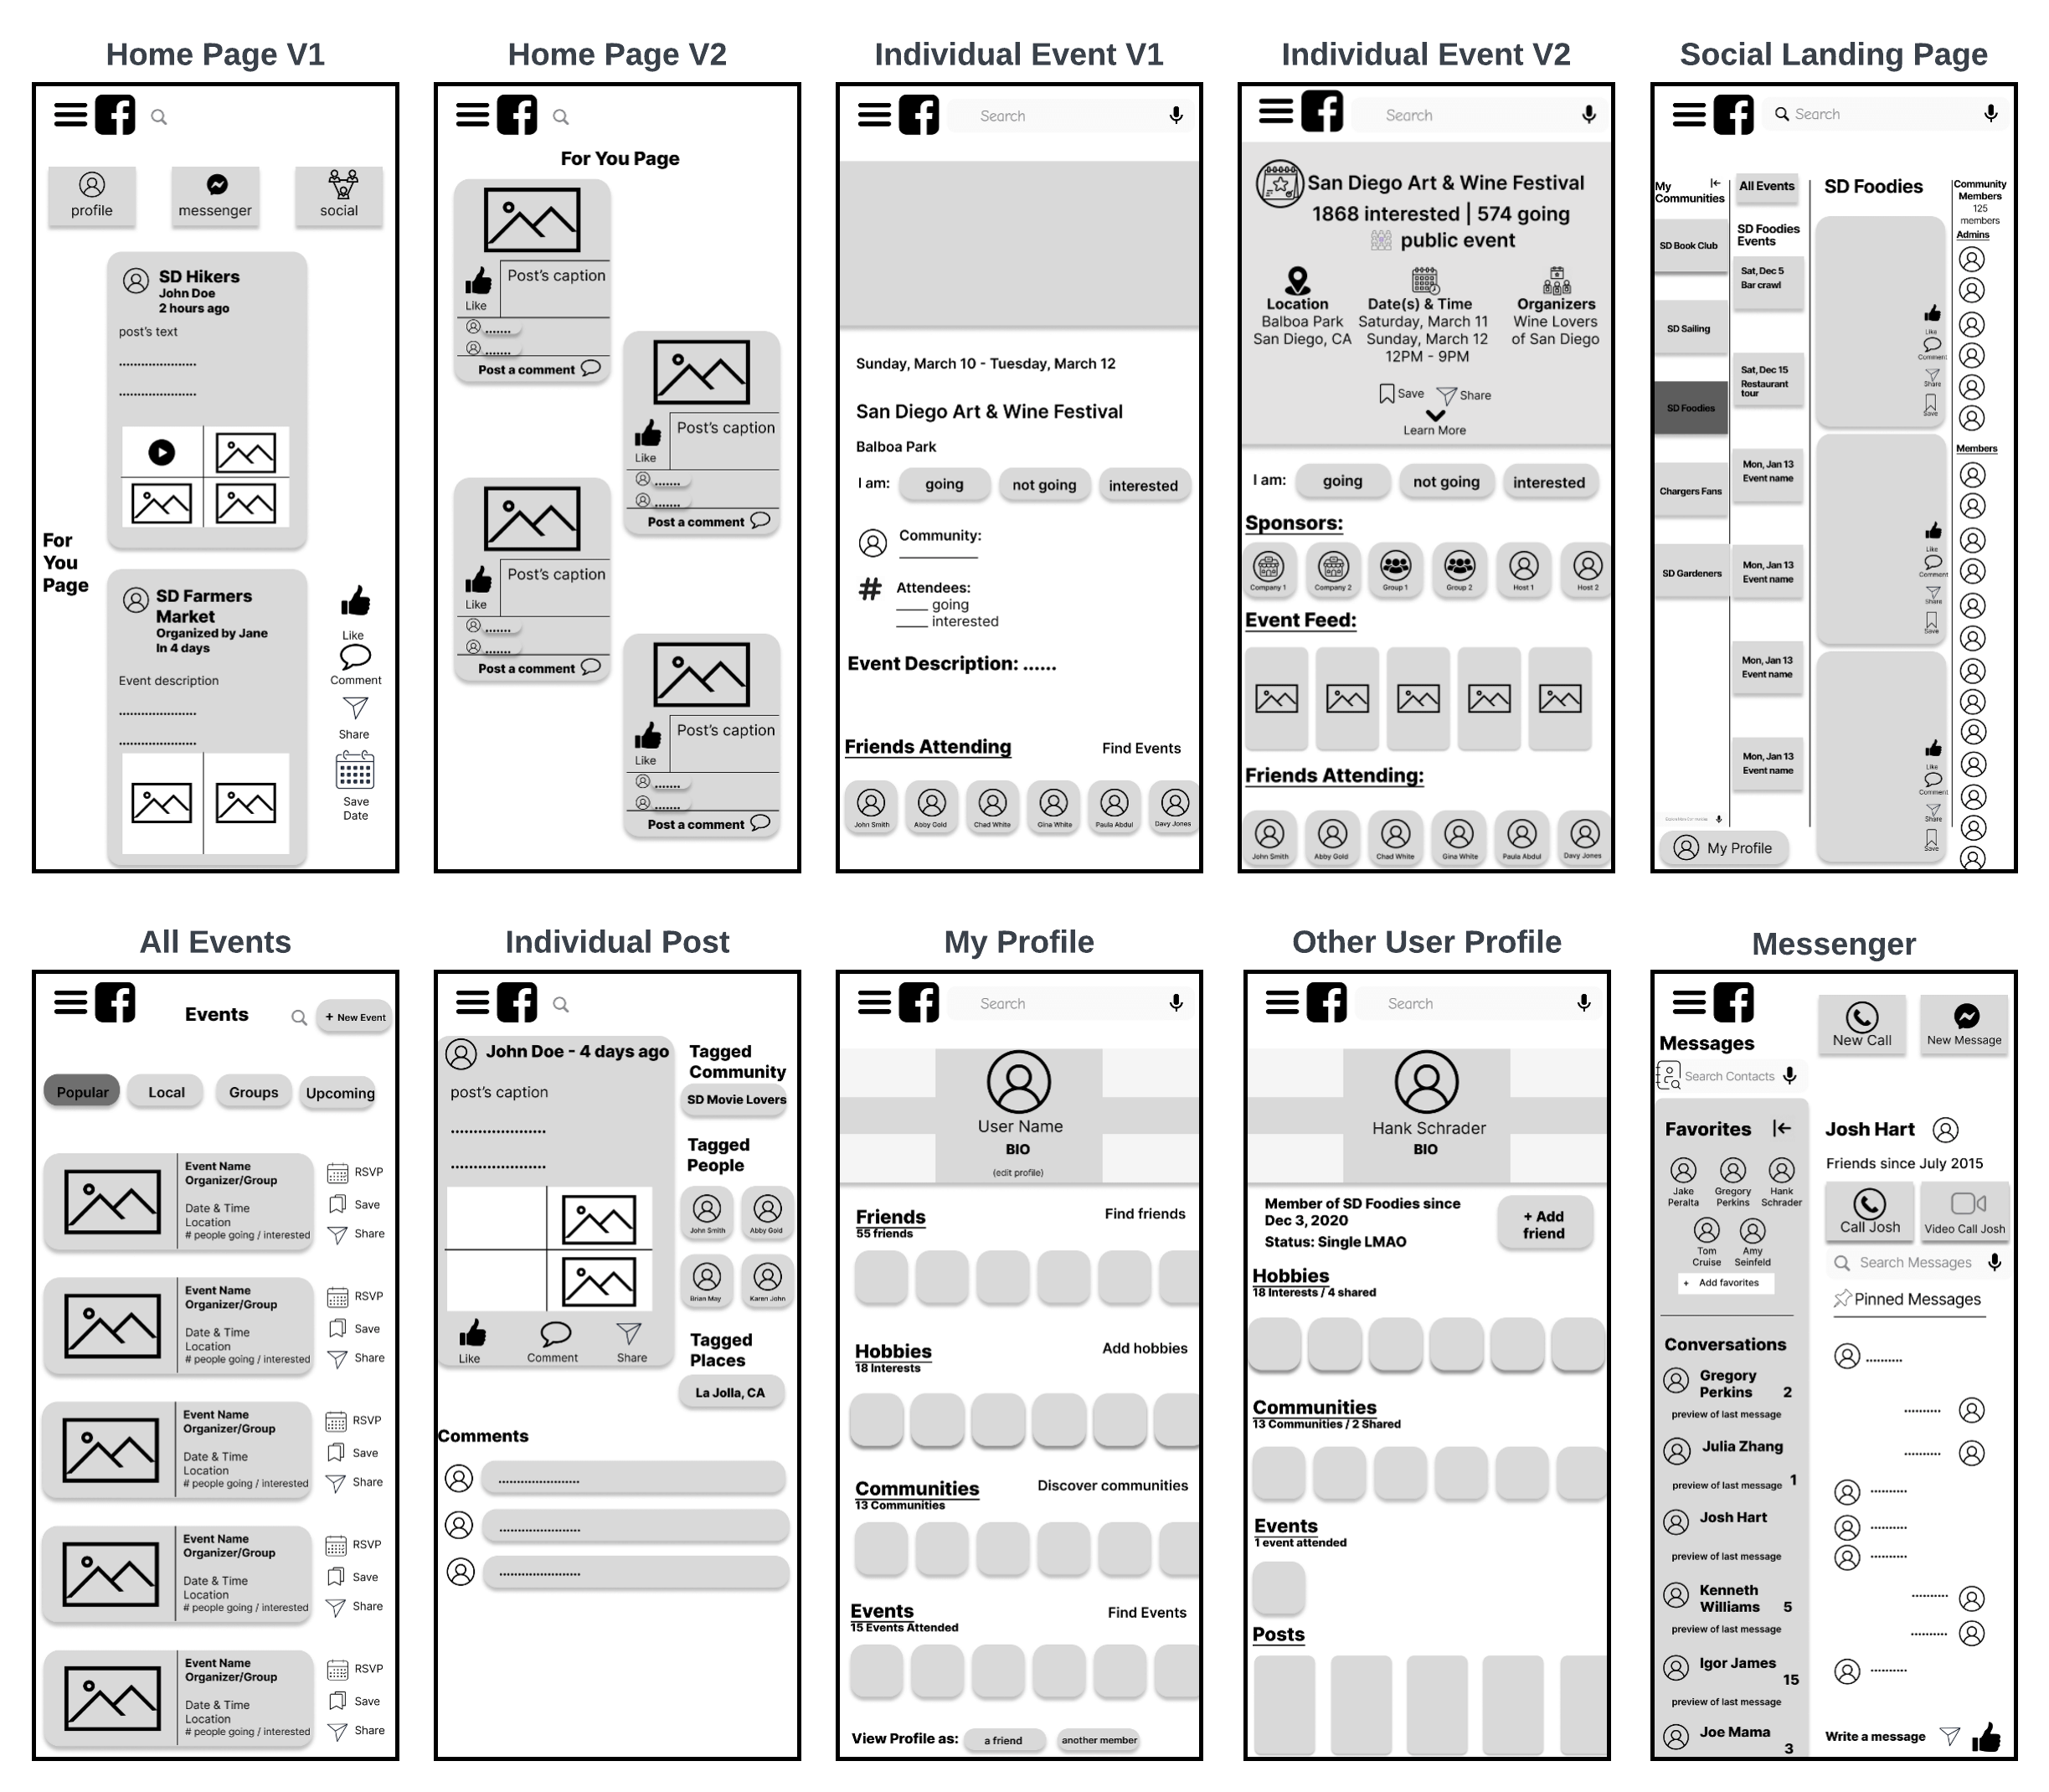 Home Page V1
profile
messenger
social
SD Hikers
John Doe
2 hours ago
post's text
.....................
.....................
For
You
Page
SD Farmers
Market
Organized by Jane
In 4 days
Event description
.....................
.....................
Like
Comment
Share
Save
Date
Home Page V2
For You Page
Post's caption
Like
.......
.......
Post a comment
Post's caption
Like
.......
.......
Post a comment
Post's caption
Like
.......
.......
Post a comment
Post's caption
Like
.......
.......
Post a comment
Individual Event V1
Search
Sunday, March 10 - Tuesday, March 12
San Diego Art & Wine Festival
Balboa Park
I am: going not going interested
Community:
# Attendees:
____ going
____ interested
Event Description: ......
Friends Attending Find Events
John Smith Abby Gold Chad White Gina White Paula Abdul Davy Jones
Individual Event V2
Search
San Diego Art & Wine Festival
1868 interested | 574 going
public event
Location
Balboa Park
San Diego, CA
Date(s) & Time
Saturday, March 11
Sunday, March 12
12PM - 9PM
Organizers
Wine Lovers
of San Diego
Save Share
Learn More
I am: going not going interested
Sponsors:
Company 1 Company 2 Group 1 Group 2 Host 1 Host 2
Event Feed:
Friends Attending:
John Smith Abby Gold Chad White Gina White Paula Abdul Davy Jones
Social Landing Page
Search
My
Communities
SD Book Club
SD Sailing
SD Foodies
Chargers Fans
SD Gardeners
My Profile
All Events
SD Foodies
Events
Sat, Dec 5
Bar crawl
Sat, Dec 15
Restaurant
tour
Mon, Jan 13
Event name
Mon, Jan 13
Event name
Mon, Jan 13
Event name
Mon, Jan 13
Event name
SD Foodies
Like
Comment
Share
Save
Like
Comment
Share
Save
Like
Comment
Share
Save
Community
Members
125
members
Admins
Members
All Events
Events
+ New Event
Popular Local Groups Upcoming
Event Name
Organizer/Group
Date & Time
Location
# people going / interested
RSVP
Save
Share
Event Name
Organizer/Group
Date & Time
Location
# people going / interested
RSVP
Save
Share
Event Name
Organizer/Group
Date & Time
Location
# people going / interested
RSVP
Save
Share
Event Name
Organizer/Group
Date & Time
Location
# people going / interested
RSVP
Save
Share
Event Name
Organizer/Group
Date & Time
Location
# people going / interested
RSVP
Save
Share
Individual Post
John Doe - 4 days ago
post's caption
.....................
.....................
Like
Comment
Share
Tagged
Community
SD Movie Lovers
Tagged
People
John Smith Abby Gold
Brian May Karen John
Tagged
Places
La Jolla, CA
Comments
.....................
.....................
.....................
My Profile
Search
User Name
BIO
(edit profile)
Friends Find friends
55 friends
Hobbies Add hobbies
18 Interests
Communities Discover communities
13 Communities
Events Find Events
15 Events Attended
View Profile as: a friend another member
Other User Profile
Search
Hank Schrader
BIO
Member of SD Foodies since
Dec 3, 2020
Status: Single LMAO
+ Add
friend
Hobbies
18 Interests / 4 shared
Communities
13 Communities / 2 Shared
Events
1 event attended
Posts
Messenger
New Call
New Message
Messages
Search Contacts
Favorites
Jake
Peralta
Gregory
Perkins
Hank
Schrader
Tom
Cruise
Amy
Seinfeld
+ Add favorites
Conversations
Gregory
Perkins 2
preview of last message
Julia Zhang
preview of last message 1
Josh Hart
preview of last message
Kenneth
Williams 5
preview of last message
Igor James
15
preview of last message
Joe Mama
3
Josh Hart
Friends since July 2015
Call Josh
Video Call Josh
Search Messages
Pinned Messages
..........
..........
..........
..........
..........
..........
..........
..........
..........
Write a message